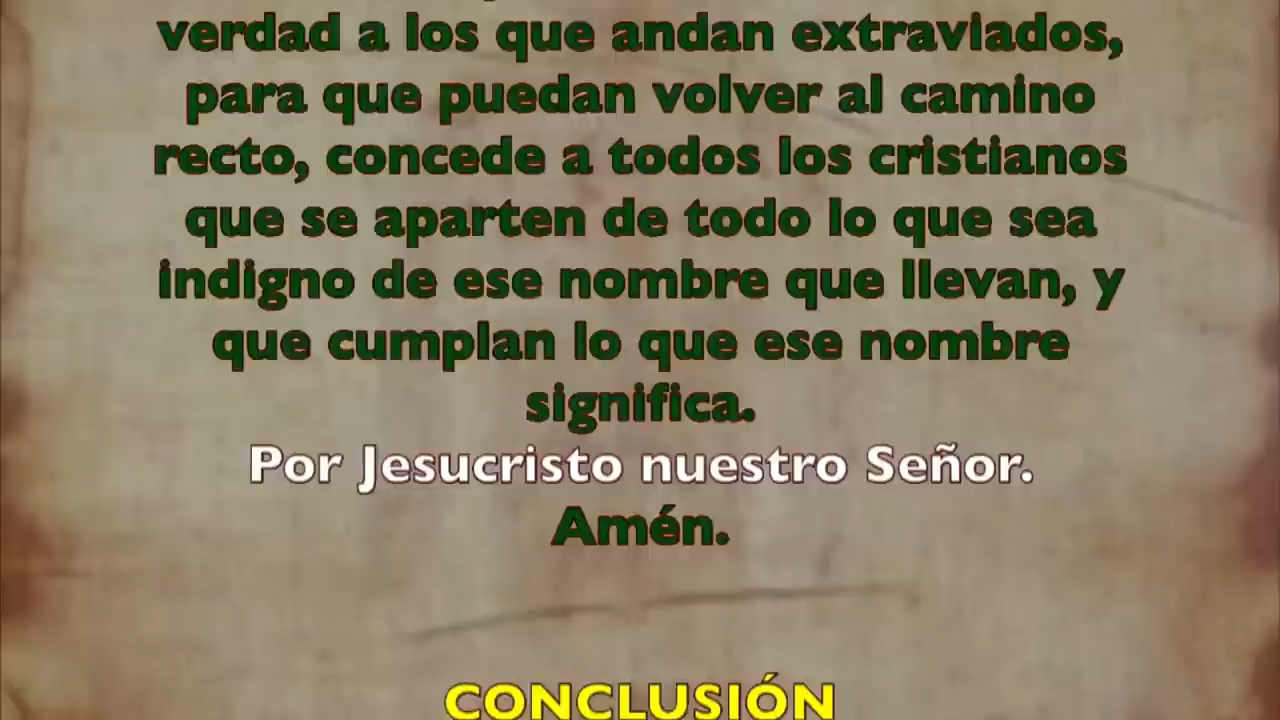 verdad a los que andan extraviados,
para que puedan volver al camino
recto, concede a todos los cristianos
que se aparten de todo lo que sea
indigno de ese nombre que llevan, y
que cumplan lo que ese nombre
significa.
Por Jesucristo nuestro Señor.
Amén.
CONCLUSIÓN